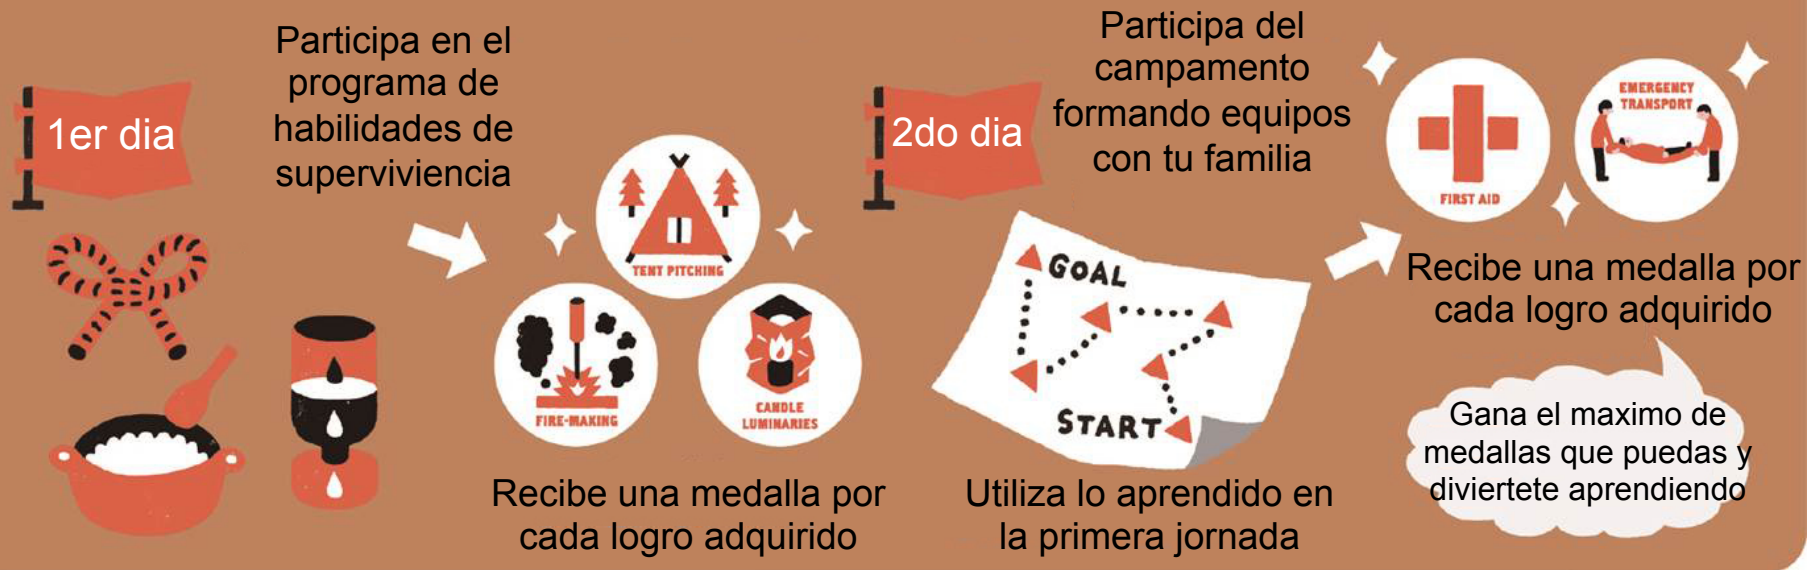 1er dia
Participa en el
programa de
habilidades de
superviviencia
TENT PITCHING
FIRE-MAKING
CANDLE
LUMINARIES
Recibe una medalla por
cada logro adquirido
2do dia
Participa del
campamento
formando equipos
con tu familia
GOAL
START
Utiliza lo aprendido en
la primera jornada
FIRST AID
EMERGENCY
TRANSPORT
Recibe una medalla por
cada logro adquirido
Gana el maximo de
medallas que puedas y
diviertete aprendiendo